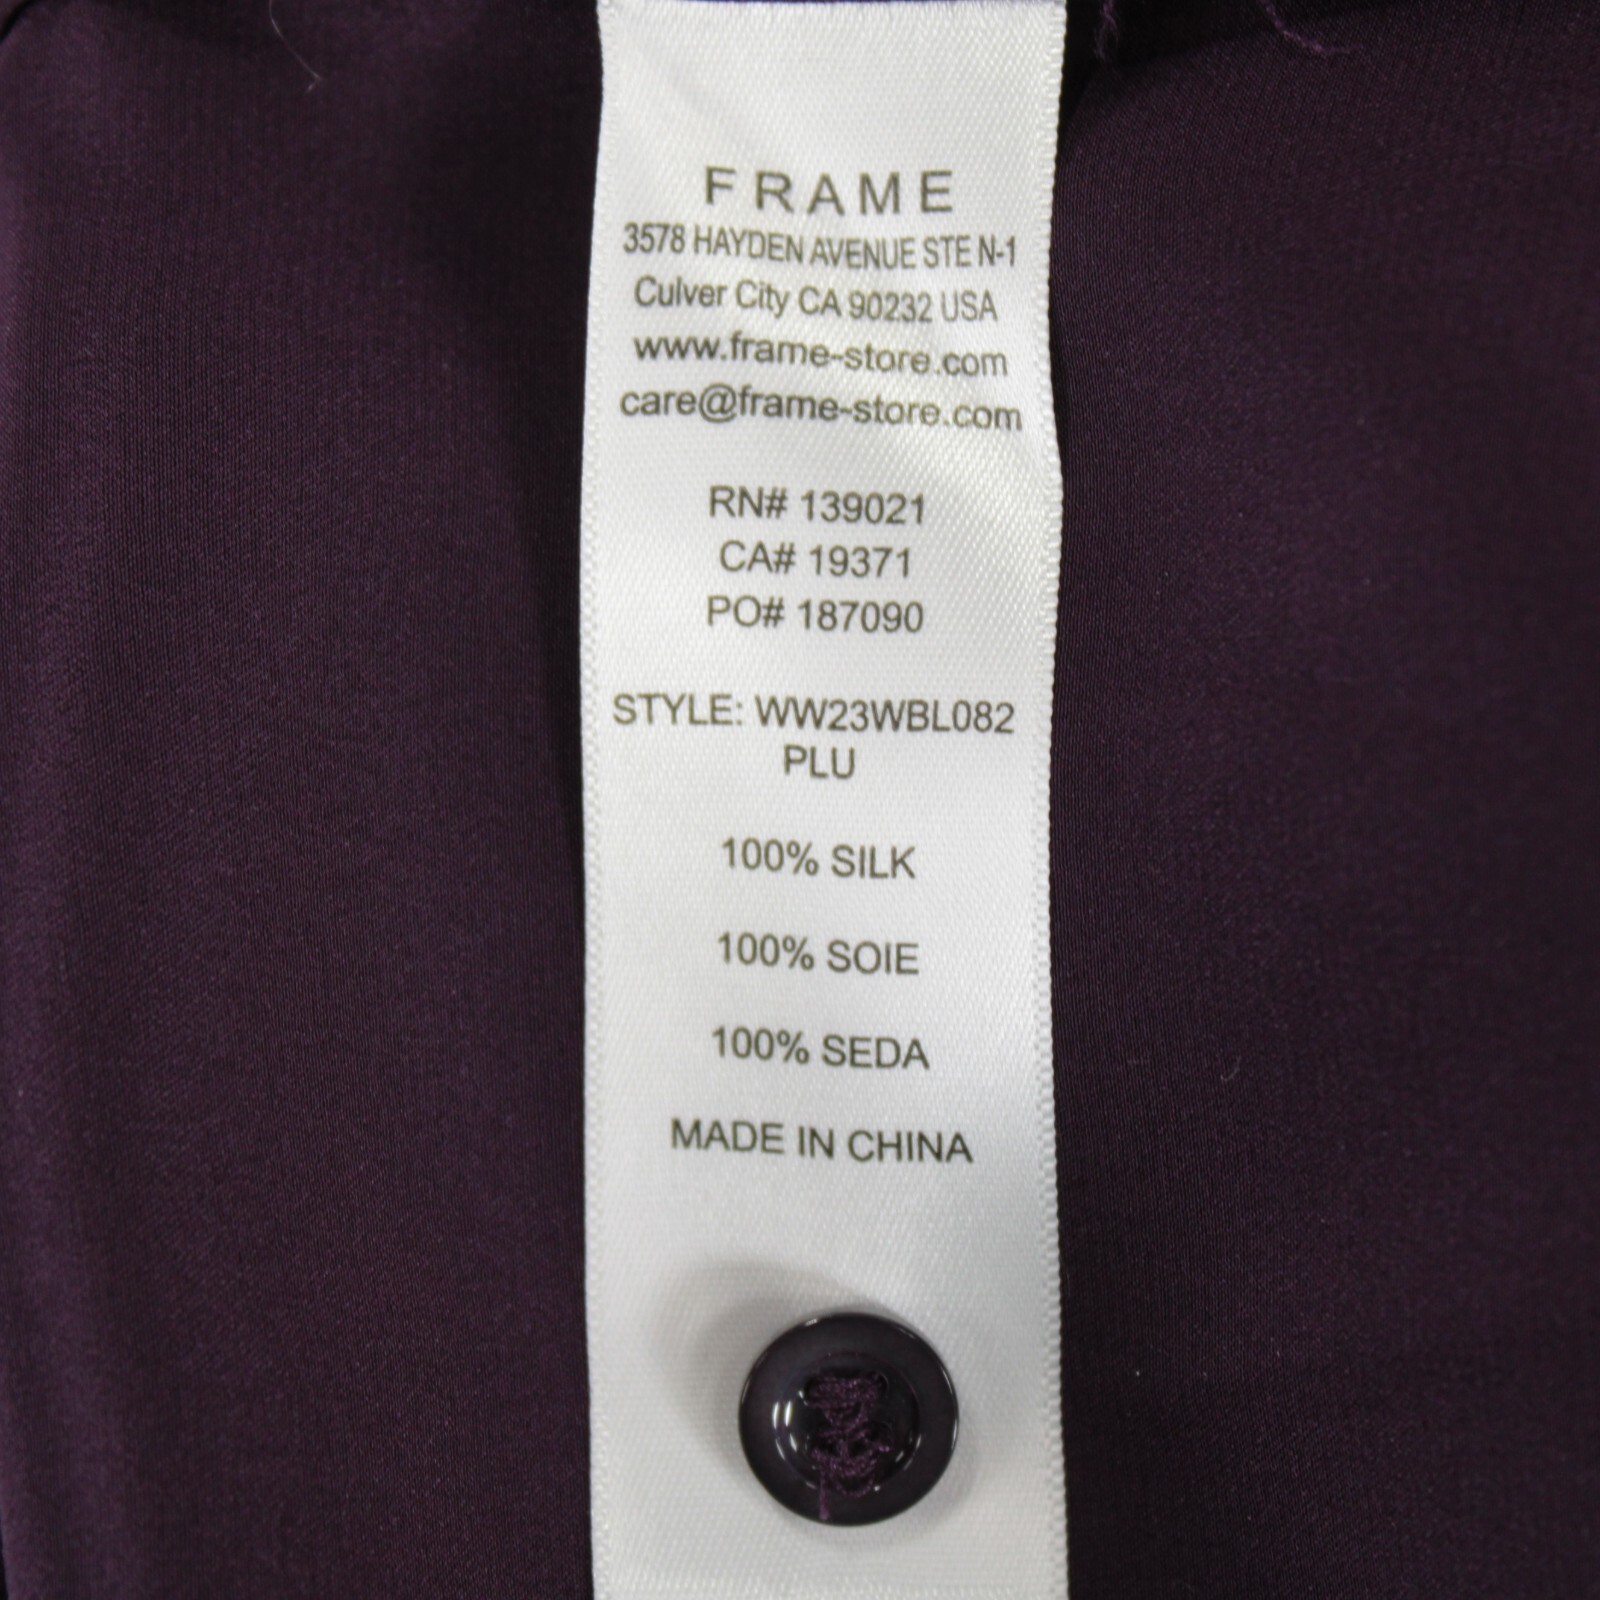 FRAME
3578 HAYDEN AVENUE STE N-1
Culver City CA 90232 USA
www.frame-store.com
care@frame-store.com
RN# 139021
CA# 19371
PO# 187090
STYLE: WW23WBL082
PLU
100% SILK
100% SOIE
100% SEDA
MADE IN CHINA